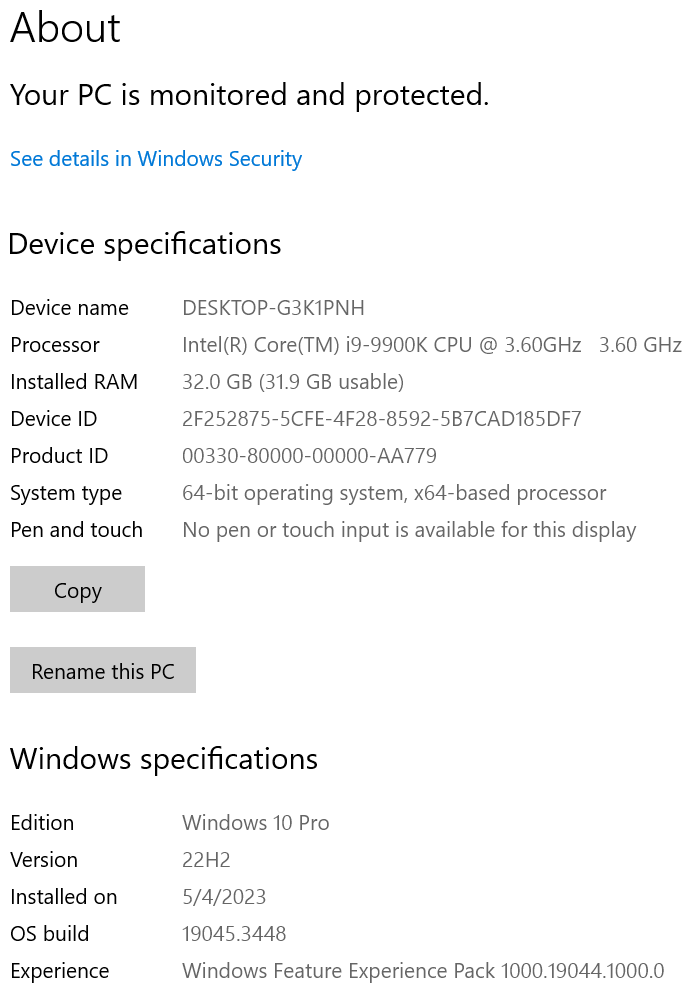 About
Your PC is monitored and protected.
See details in Windows Security
Device specifications
Device name DESKTOP-G3K1PNH
Processor Intel(R) Core(TM) i9-9900K CPU @ 3.60GHz 3.60 GHz
Installed RAM 32.0 GB (31.9 GB usable)
Device ID 2F252875-5CFE-4F28-8592-5B7CAD185DF7
Product ID 00330-80000-00000-AA779
System type 64-bit operating system, x64-based processor
Pen and touch No pen or touch input is available for this display
Copy
Rename this PC
Windows specifications
Edition Windows 10 Pro
Version 22H2
Installed on 5/4/2023
OS build 19045.3448
Experience Windows Feature Experience Pack 1000.19044.1000.0